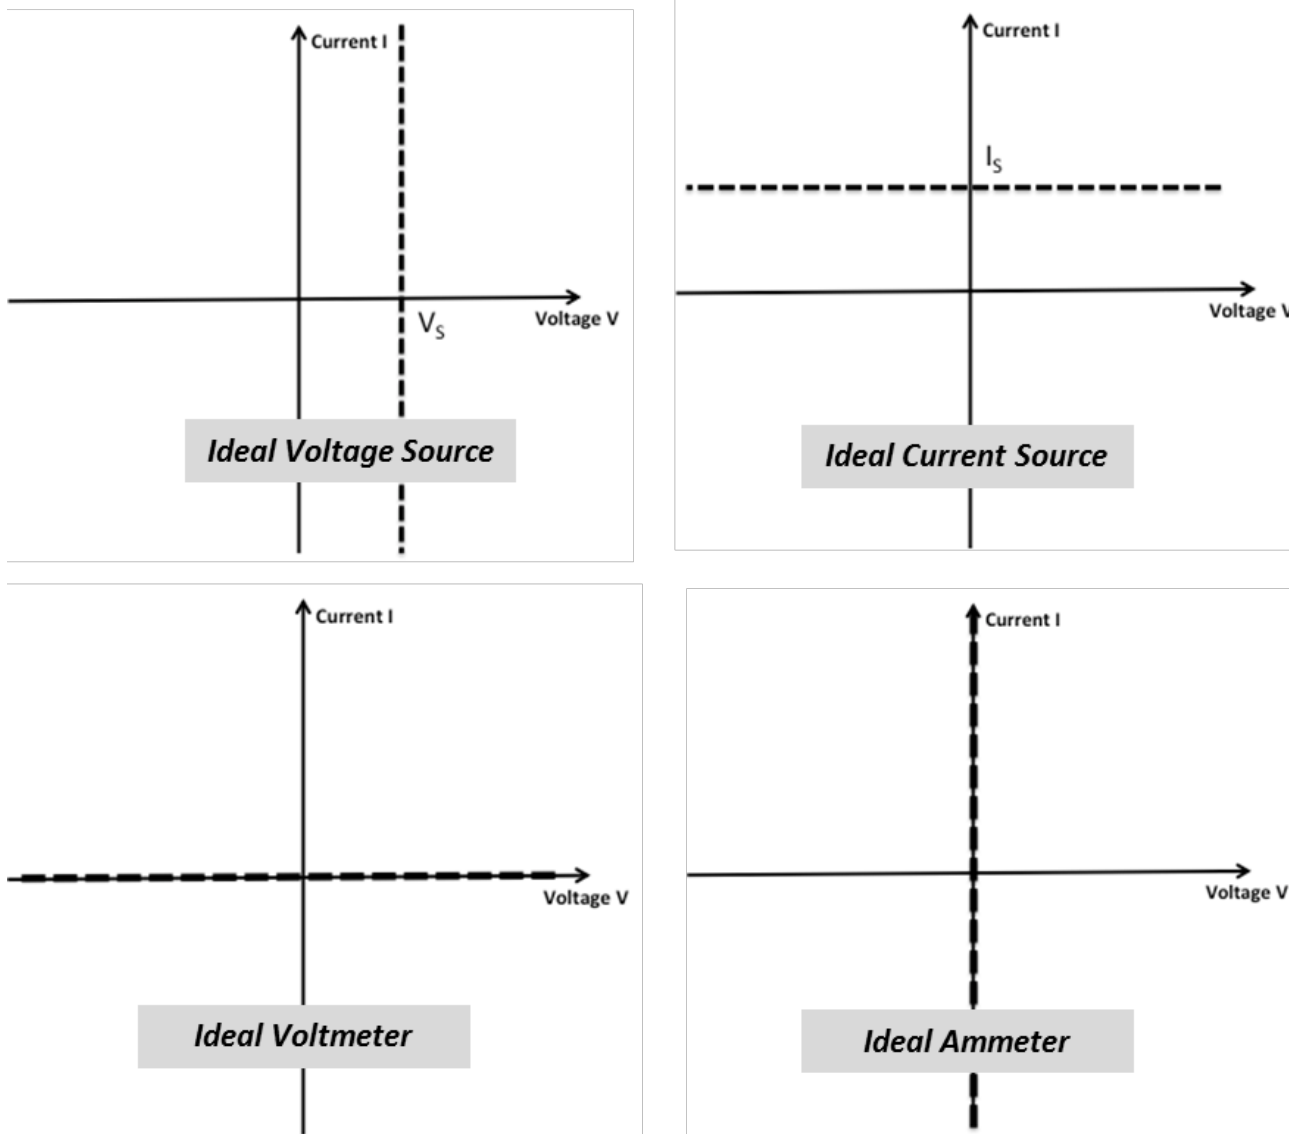 Current I
V_S
Voltage V
Ideal Voltage Source
Current I
I_S
Voltage V
Ideal Current Source
Current I
Voltage V
Ideal Voltmeter
Current I
Voltage V
Ideal Ammeter